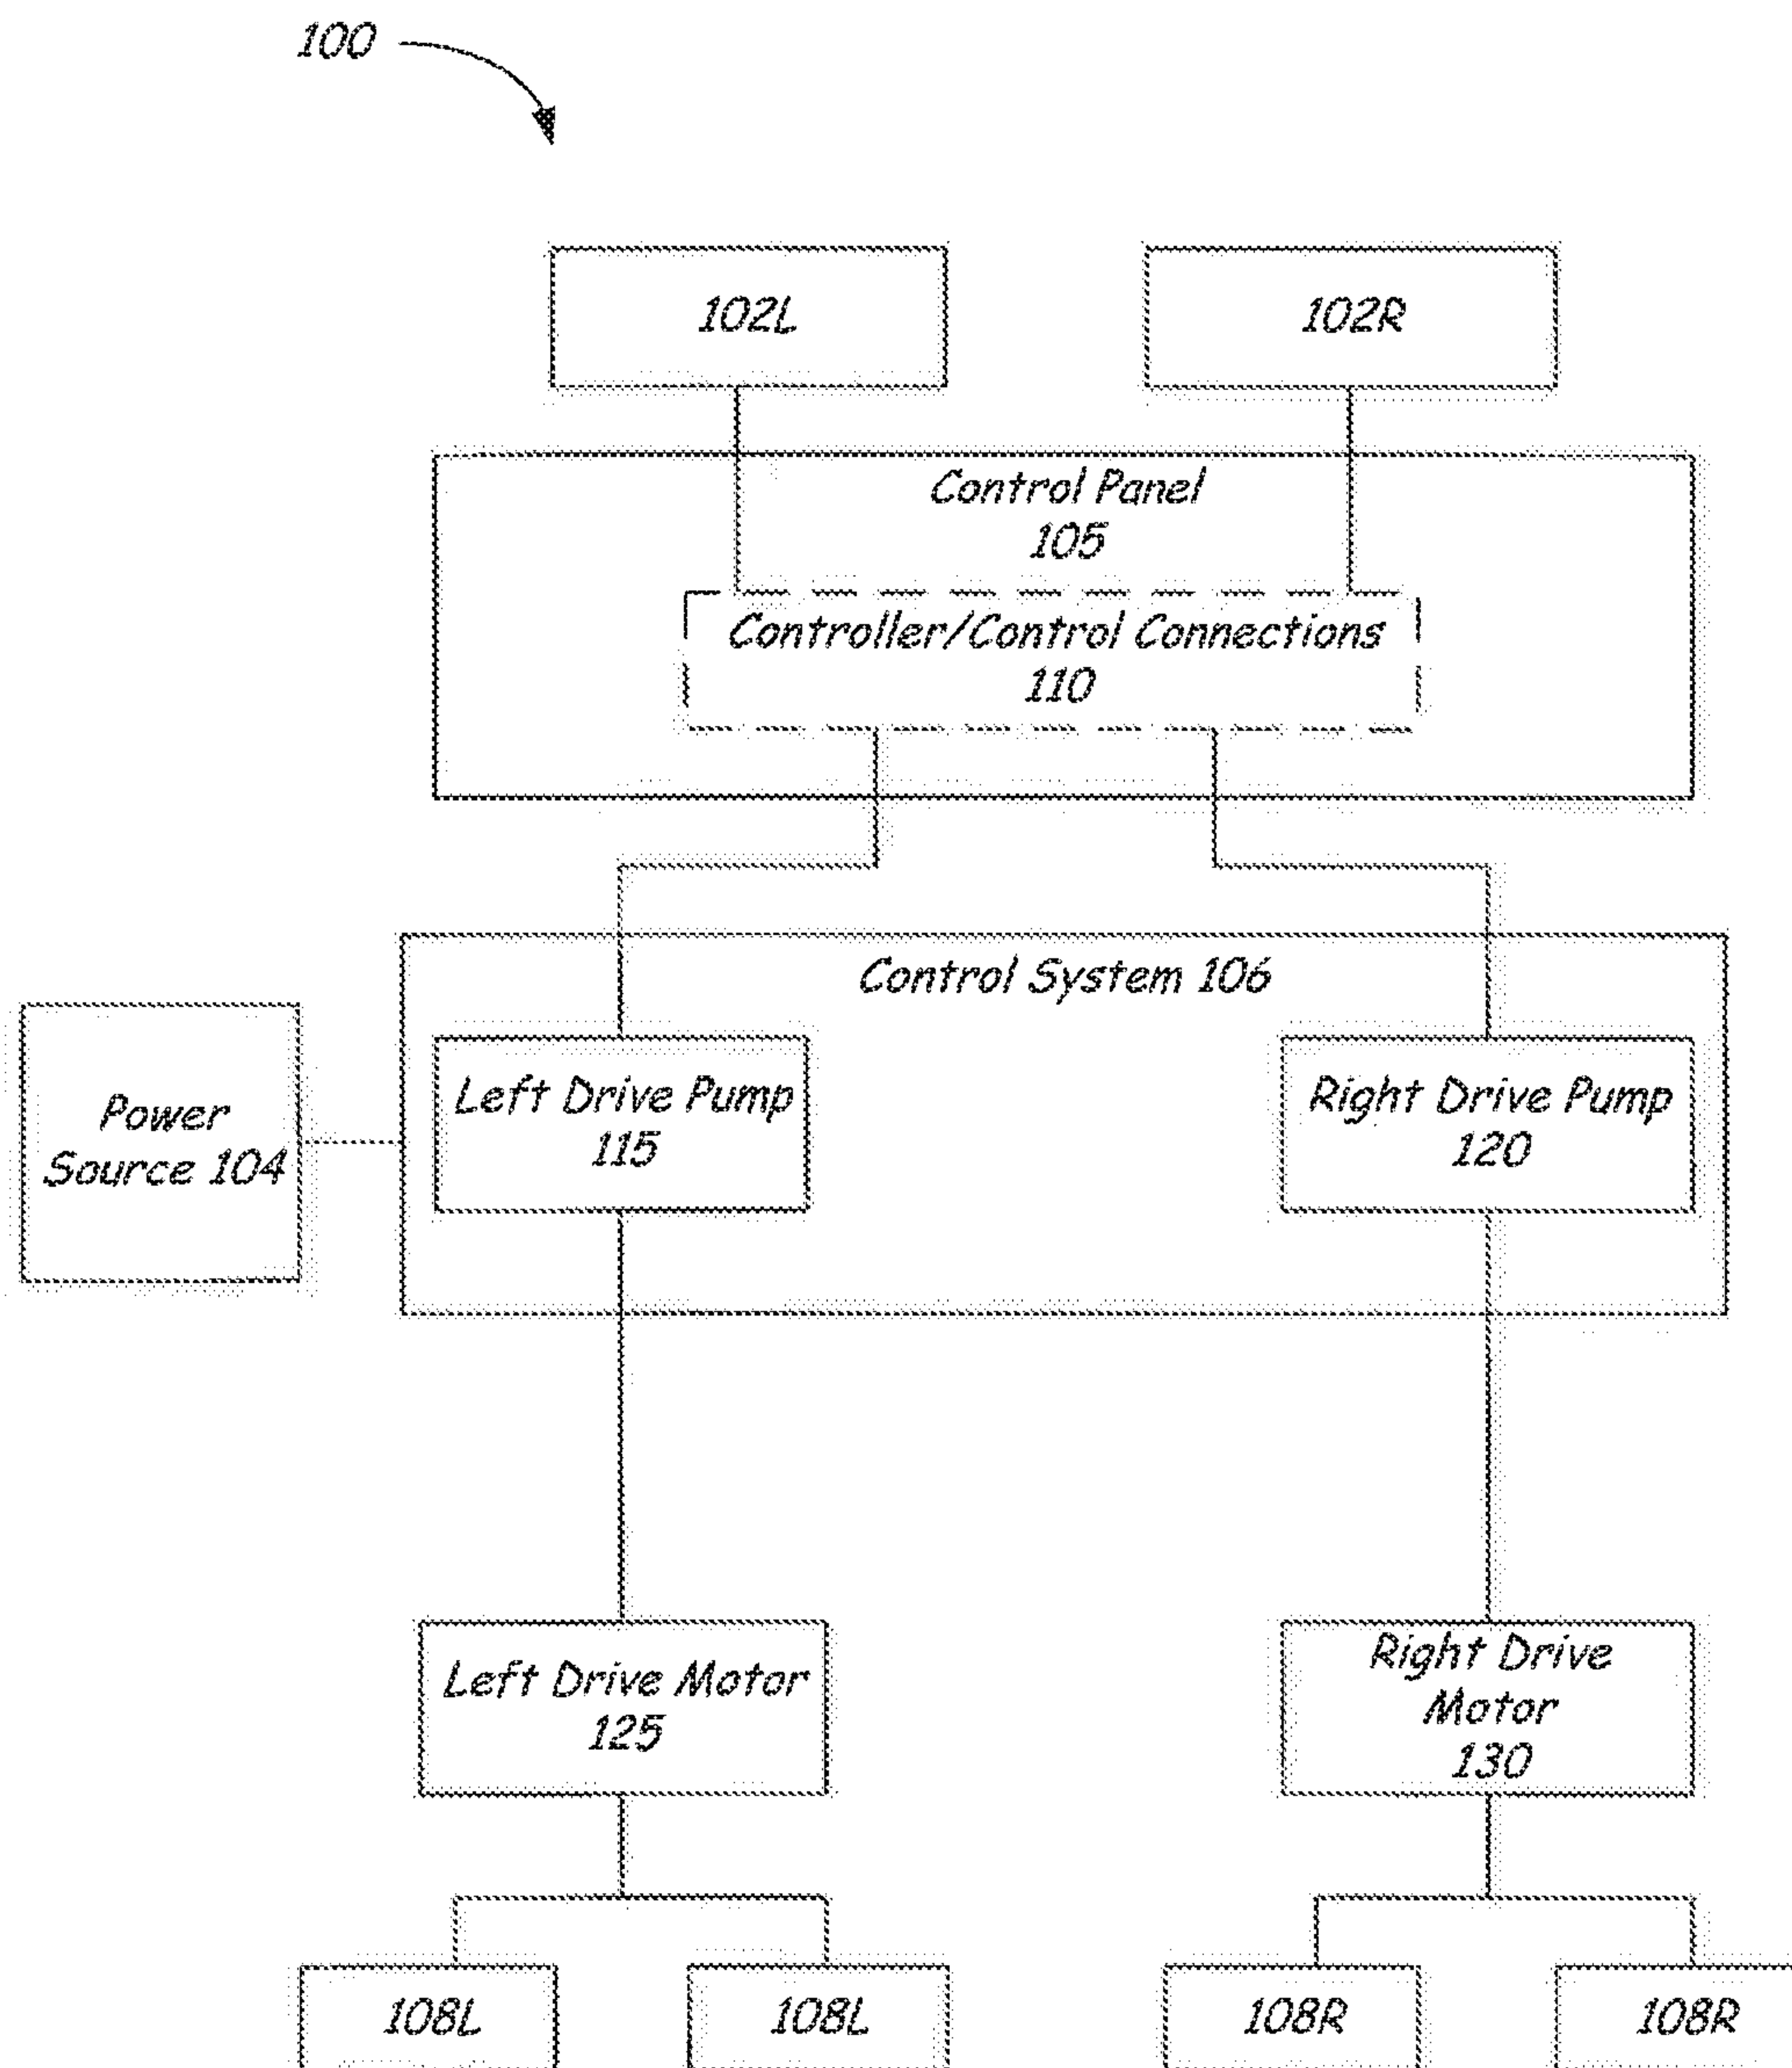 100
102L
102R
Control Panel
105
Controller/Control Connections
110
Control System 106
Power
Source 104
Left Drive Pump
115
Right Drive Pump
120
Left Drive Motor
125
Right Drive
Motor
130
108L
108L
108R
108R